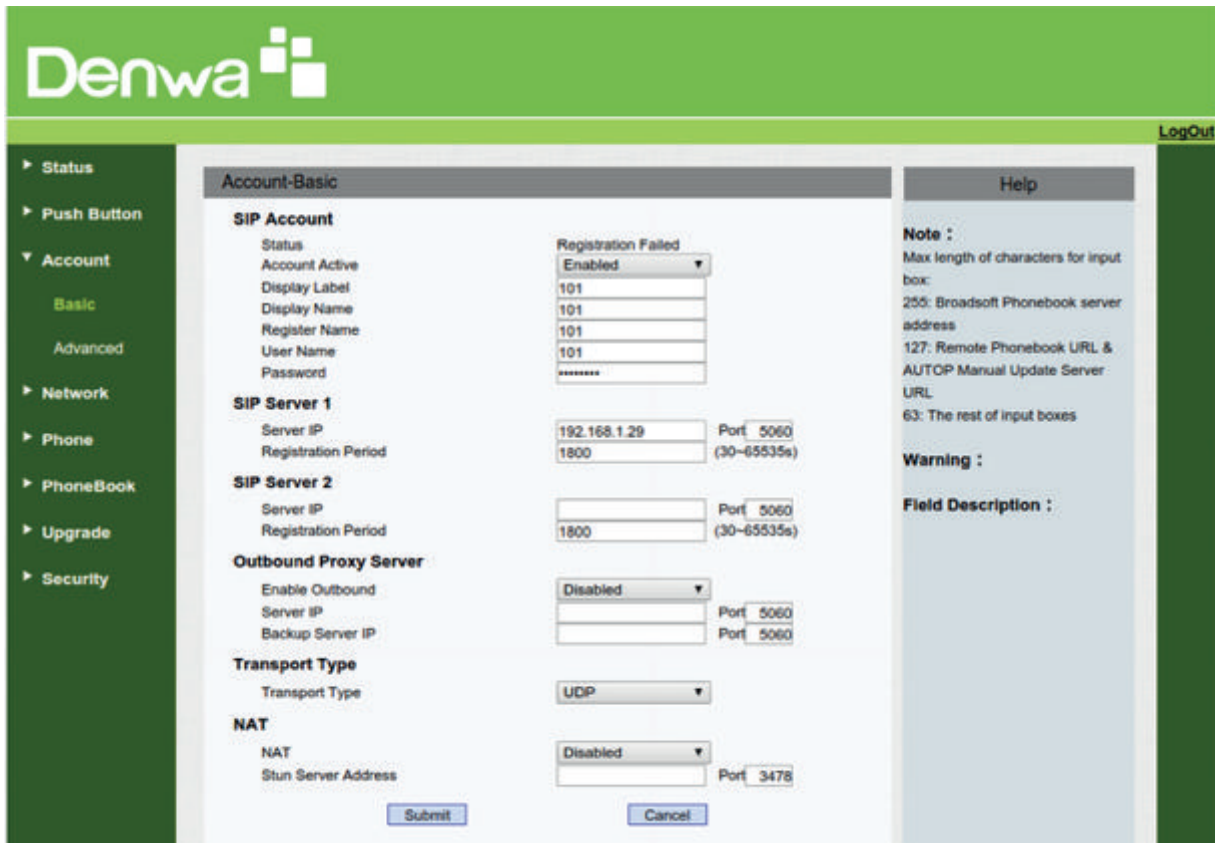 Denwa
LogOut
Status
Push Button
Account
Basic
Advanced
Network
Phone
PhoneBook
Upgrade
Security
Account-Basic
SIP Account
Status Registration Failed
Account Active Enabled
Display Label 101
Display Name 101
Register Name 101
User Name 101
Password ••••••••
SIP Server 1
Server IP 192.168.1.29 Port 5060
Registration Period 1800 (30~65535s)
SIP Server 2
Server IP Port 5060
Registration Period 1800 (30~65535s)
Outbound Proxy Server
Enable Outbound Disabled
Server IP Port 5060
Backup Server IP Port 5060
Transport Type
Transport Type UDP
NAT
NAT Disabled
Stun Server Address Port 3478
Submit Cancel
Help
Note :
Max length of characters for input
box:
255: Broadsoft Phonebook server
address
127: Remote Phonebook URL &
AUTOP Manual Update Server
URL
63: The rest of input boxes
Warning :
Field Description :